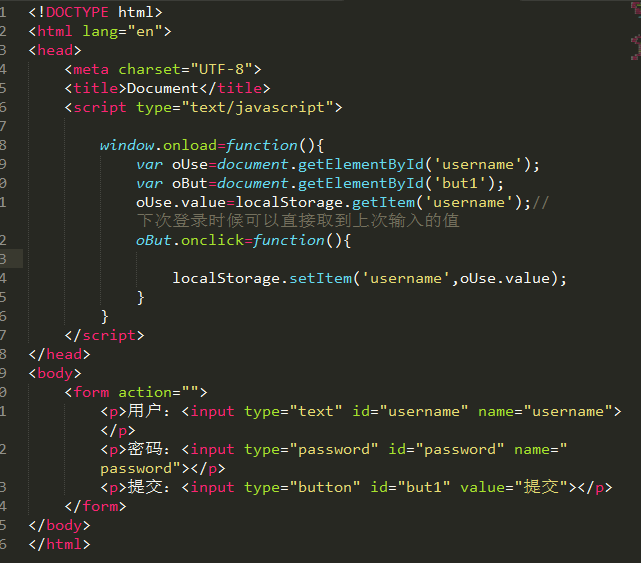 1 <!DOCTYPE html>
2 <html lang="en">
3 <head>
4 <meta charset="UTF-8">
5 <title>Document</title>
6 <script type="text/javascript">
7
8 window.onload=function(){
9 var oUse=document.getElementById('username');
0 var oBut=document.getElementById('but1');
1 oUse.value=localStorage.getItem('username');//
下次登录时候可以直接取到上次输入的值
2 oBut.onclick=function(){
3
4 localStorage.setItem('username',oUse.value);
5 }
6 }
7 </script>
8 </head>
9 <body>
0 <form action="">
1 <p>用户：<input type="text" id="username" name="username">
</p>
2 <p>密码：<input type="password" id="password" name="
password"></p>
3 <p>提交：<input type="button" id="but1" value="提交"></p>
4 </form>
5 </body>
6 </html>